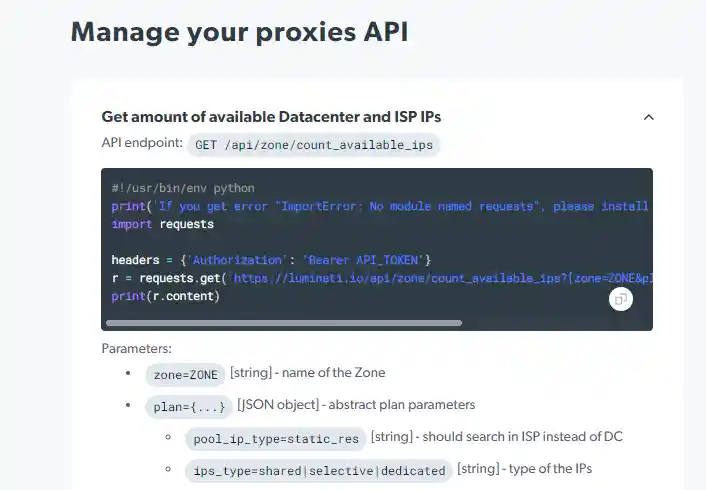 Manage your proxies API
Get amount of available Datacenter and ISP IPs
API endpoint: GET /api/zone/count_available_ips
#!/usr/bin/env python
print('If you get error "ImportError: No module named requests", please install
import requests
headers = {'Authorization': 'Bearer API_TOKEN'}
r = requests.get('https://luminati.io/api/zone/count_available_ips?[zone=ZONE&pl
print(r.content)
Parameters:
• zone=ZONE [string] - name of the Zone
• plan={...} [JSON object] - abstract plan parameters
◦ pool_ip_type=static_res [string] - should search in ISP instead of DC
◦ ips_type=shared|selective|dedicated [string] - type of the IPs